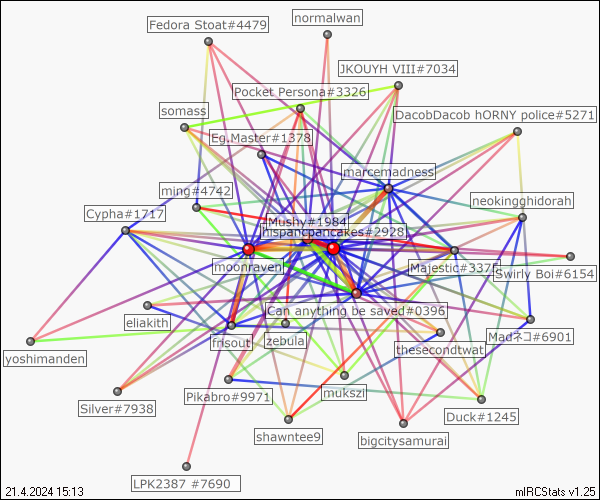 normalwan
Fedora Stoat#4479
JKOUYH VIII#7034
Pocket Persona#3326
somass
DacobDacob hORNY police#5271
Eg.Master#1378
marcemadness
ming#4742
neokingghidorah
Cypha#1717
Mushy#1984
hispancpancakes#2928
moonraven
Majestic#3375
Swirly Boi#6154
Can anything be saved#0396
eliakith
frisout
zebula
Madネコ#6901
thesecondtwat
yoshimanden
Pikabro#9971
mukszi
Silver#7938
Duck#1245
shawntee9
bigcitysamurai
LPK2387 #7690
21.4.2024 15:13
mIRCStats v1.25